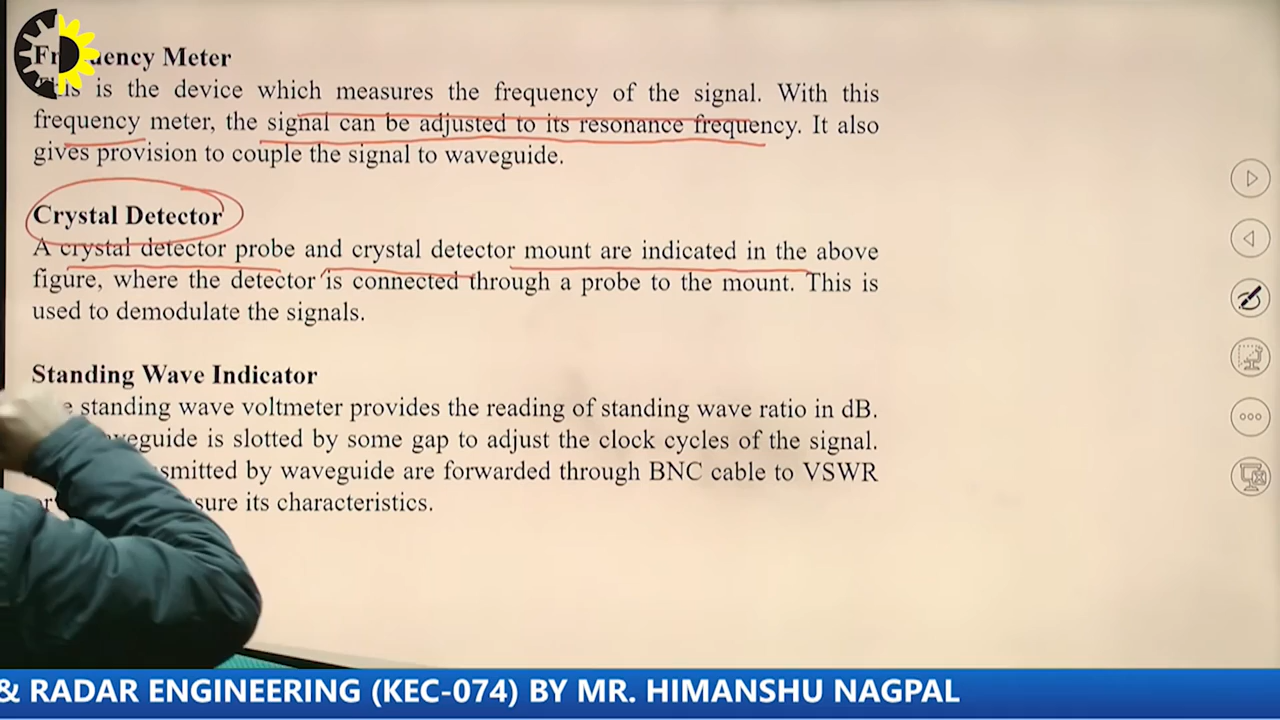 Frequency Meter
This is the device which measures the frequency of the signal. With this
frequency meter, the signal can be adjusted to its resonance frequency. It also
gives provision to couple the signal to waveguide.
Crystal Detector
A crystal detector probe and crystal detector mount are indicated in the above
figure, where the detector is connected through a probe to the mount. This is
used to demodulate the signals.
Standing Wave Indicator
standing wave voltmeter provides the reading of standing wave ratio in dB.
is slotted by some gap to adjust the clock cycles of the signal.
by waveguide are forwarded through BNC cable to VSWR
its characteristics.
& RADAR ENGINEERING (KEC-074) BY MR. HIMANSHU NAGPAL